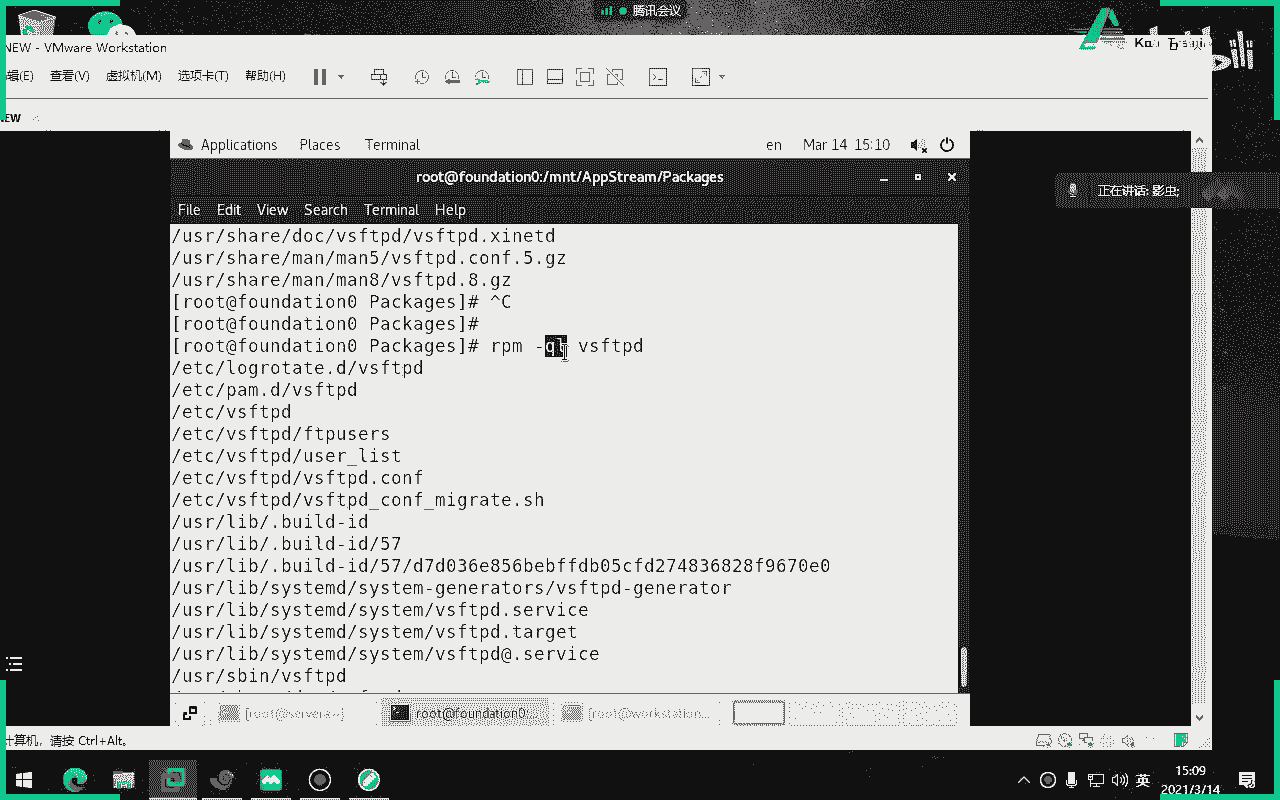 腾讯会议
NEW - VMware Workstation
辑(E) 查看(V) 虚拟机(M) 选项卡(T) 帮助(H)
EW
Applications Places Terminal en Mar 14 15:10
root@foundation0:/mnt/AppStream/Packages
正在讲话: 影虫;
File Edit View Search Terminal Help
/usr/share/doc/vsftpd/vsftpd.xinetd
/usr/share/man/man5/vsftpd.conf.5.gz
/usr/share/man/man8/vsftpd.8.gz
[root@foundation0 Packages]# ^C
[root@foundation0 Packages]#
[root@foundation0 Packages]# rpm -ql vsftpd
/etc/logrotate.d/vsftpd
/etc/pam.d/vsftpd
/etc/vsftpd
/etc/vsftpd/ftpusers
/etc/vsftpd/user_list
/etc/vsftpd/vsftpd.conf
/etc/vsftpd/vsftpd_conf_migrate.sh
/usr/lib/.build-id
/usr/lib/.build-id/57
/usr/lib/.build-id/57/d7d036e856bebffdb05cfd274836828f9670e0
/usr/lib/systemd/system-generators/vsftpd-generator
/usr/lib/systemd/system/vsftpd.service
/usr/lib/systemd/system/vsftpd.target
/usr/lib/systemd/system/vsftpd@.service
/usr/sbin/vsftpd
root@foundation0:... [root@workstation...
计算机，请按 Ctrl+Alt。
英
15:09
2021/3/14